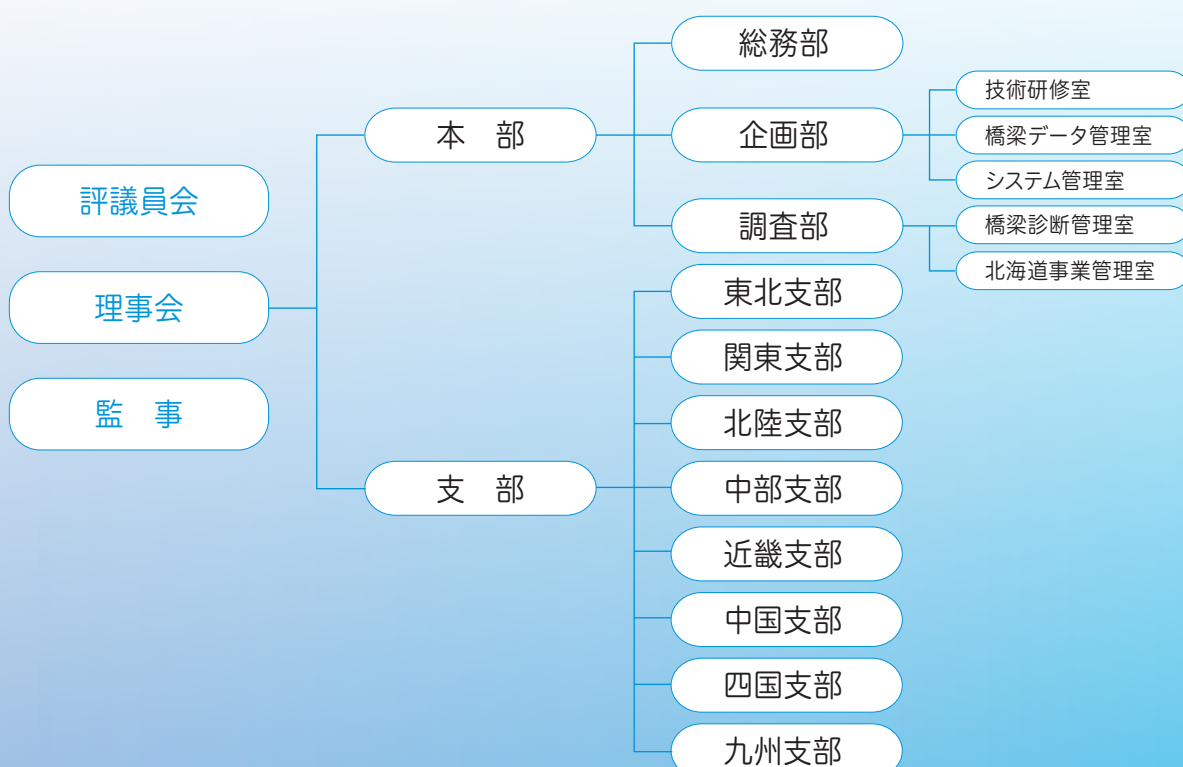 評議員会
理事会
監　事
本　部
支　部
総務部
企画部
調査部
技術研修室
橋梁データ管理室
システム管理室
橋梁診断管理室
北海道事業管理室
東北支部
関東支部
北陸支部
中部支部
近畿支部
中国支部
四国支部
九州支部